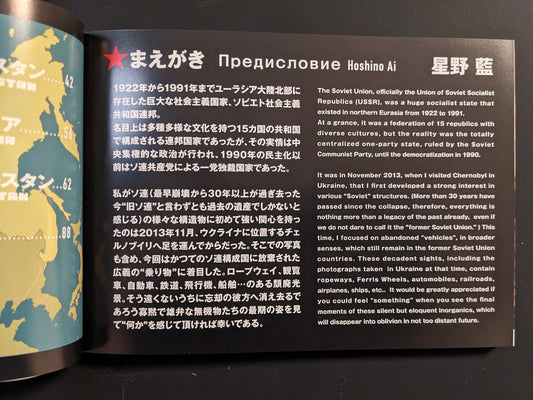 スタン......42
STAN
ア......56
スタン...62
88
★まえがき Предисловие Hoshino Ai 星野 藍
1922年から1991年までユーラシア大陸北部に
存在した巨大な社会主義国家、ソビエト社会主義
共和国連邦。
名目上は多種多様な文化を持つ15カ国の共和国
で構成される連邦国家であったが、その実情は中
央集権的な政治が行われ、1990年の民主化以
前はソ連共産党による一党独裁国家であった。
私がソ連（最早崩壊から30年以上が過ぎ去った
今"旧ソ連"と言わずとも過去の遺産でしかないと
感じる）の様々な構造物に初めて強い関心を持っ
たのは2013年11月、ウクライナに位置するチェ
ルノブイリへ足を運んでからだった。そこでの写真
も含め、今回はかつてのソ連構成国に放棄された
広義の"乗り物"に着目した。ロープウェイ、観覧
車、自動車、鉄道、飛行機、船舶…のある頽廃光
景。そう遠くないうちに忘却の彼方へ消え去るで
あろう寡黙で雄弁な無機物たちの最期の姿を見
て"何か"を感じて頂ければ幸いである。
The Soviet Union, officially the Union of Soviet Socialist
Republics (USSR), was a huge socialist state that
existed in northern Eurasia from 1922 to 1991.
At a grance, it was a federation of 15 republics with
diverse cultures, but the reality was the totally
centralized one-party state, ruled by the Soviet
Communist Party, until the democratization in 1990.
It was in November 2013, when I visited Chernobyl in
Ukraine, that I first developed a strong interest in
various "Soviet" structures. (More than 30 years have
passed since the collapse, therefore, everything is
nothing more than a legacy of the past already, even if
we do not dare to call it the "former Soviet Union." ) This
time, I focused on abandoned "vehicles", in broader
senses, which still remain in the former Soviet Union
countries. These decadent sights, including the
photographs taken in Ukraine at that time, contain
ropeways, Ferris Wheels, automobiles, railroads,
airplanes, ships, etc.. It would be greatly appreciated if
you could feel "something" when you see the final
moments of these silent but eloquent inorganics, which
will disappear into oblivion in not too distant future.